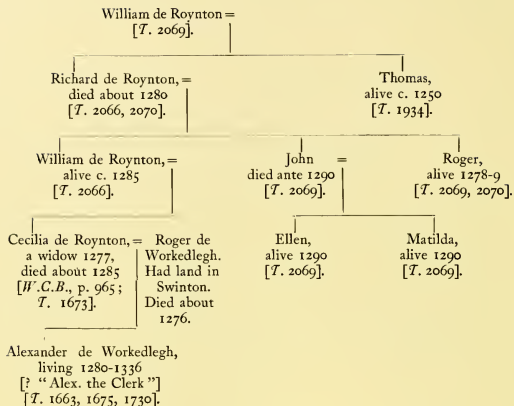 William de Roynton =
[T. 2069].
Richard de Roynton, =
died about 1280
[T. 2066, 2070].
Thomas,
alive c. 1250
[T. 1934].
William de Roynton, =
alive c. 1285
[T. 2066].
John =
died ante 1290
[T. 2069].
Roger,
alive 1278-9
[T. 2069, 2070].
Cecilia de Roynton, =
a widow 1277,
died about 1285
[W.C.B., p. 965;
T. 1673].
Roger de
Workedlegh.
Had land in
Swinton.
Died about
1276.
Ellen,
alive 1290
[T. 2069].
Matilda,
alive 1290
[T. 2069].
Alexander de Workedlegh,
living 1280-1336
[? "Alex. the Clerk"]
[T. 1663, 1675, 1730].